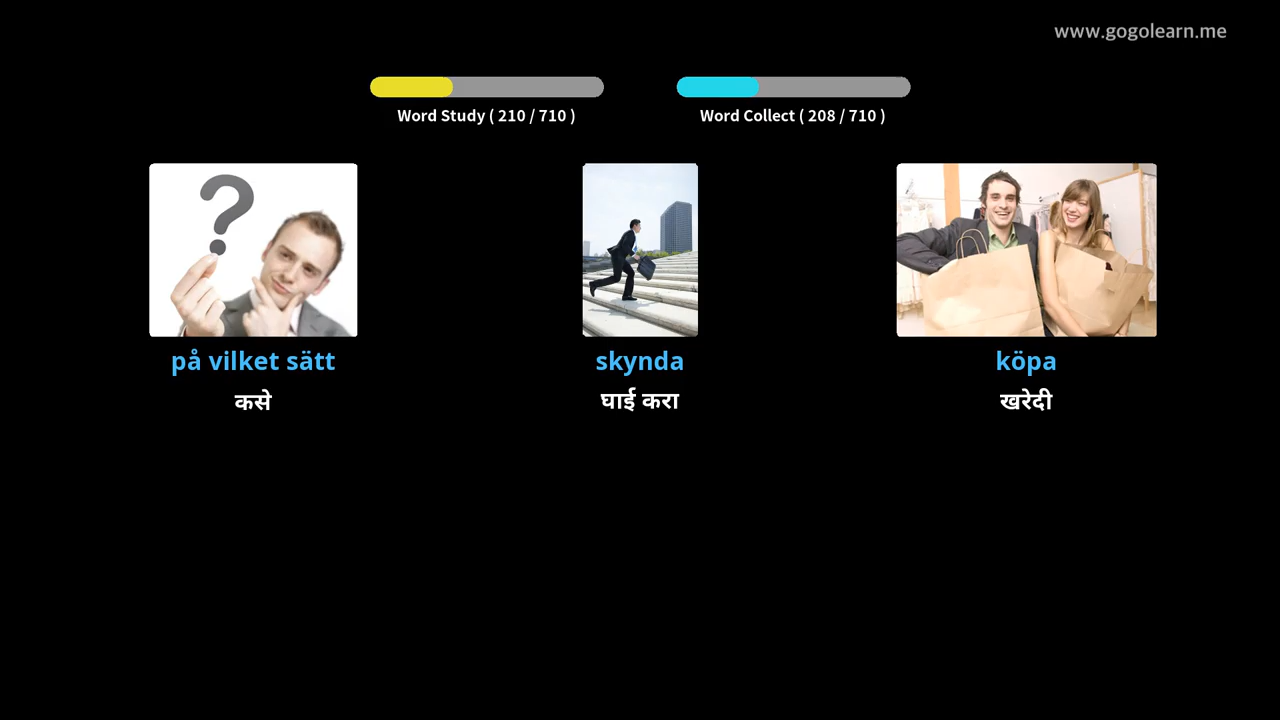 www.gogolearn.me
Word Study ( 210 / 710 )
Word Collect ( 208 / 710 )
på vilket sätt
skynda
köpa
कसे
घाई करा
खरेदी